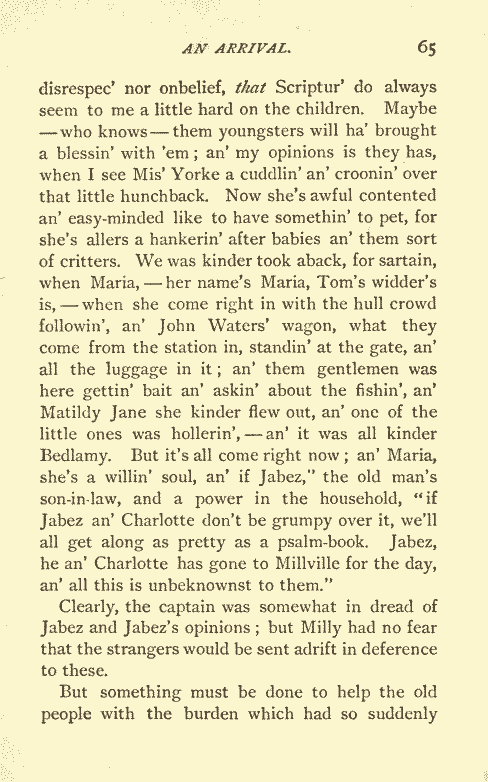 AN ARRIVAL. 65
disrespec' nor onbelief, that Scriptur' do always
seem to me a little hard on the children. Maybe
— who knows — them youngsters will ha' brought
a blessin' with 'em ; an' my opinions is they has,
when I see Mis' Yorke a cuddlin' an' croonin' over
that little hunchback. Now she's awful contented
an' easy-minded like to have somethin' to pet, for
she's allers a hankerin' after babies an' them sort
of critters. We was kinder took aback, for sartain,
when Maria, — her name's Maria, Tom's widder's
is, — when she come right in with the hull crowd
followin', an' John Waters' wagon, what they
come from the station in, standin' at the gate, an'
all the luggage in it ; an' them gentlemen was
here gettin' bait an' askin' about the fishin', an'
Matildy Jane she kinder flew out, an' one of the
little ones was hollerin', — an' it was all kinder
Bedlamy. But it's all come right now ; an' Maria,
she's a willin' soul, an' if Jabez," the old man's
son-in-law, and a power in the household, "if
Jabez an' Charlotte don't be grumpy over it, we'll
all get along as pretty as a psalm-book. Jabez,
he an' Charlotte has gone to Millville for the day,
an' all this is unbeknownst to them."
Clearly, the captain was somewhat in dread of
Jabez and Jabez's opinions ; but Milly had no fear
that the strangers would be sent adrift in deference
to these.
But something must be done to help the old
people with the burden which had so suddenly